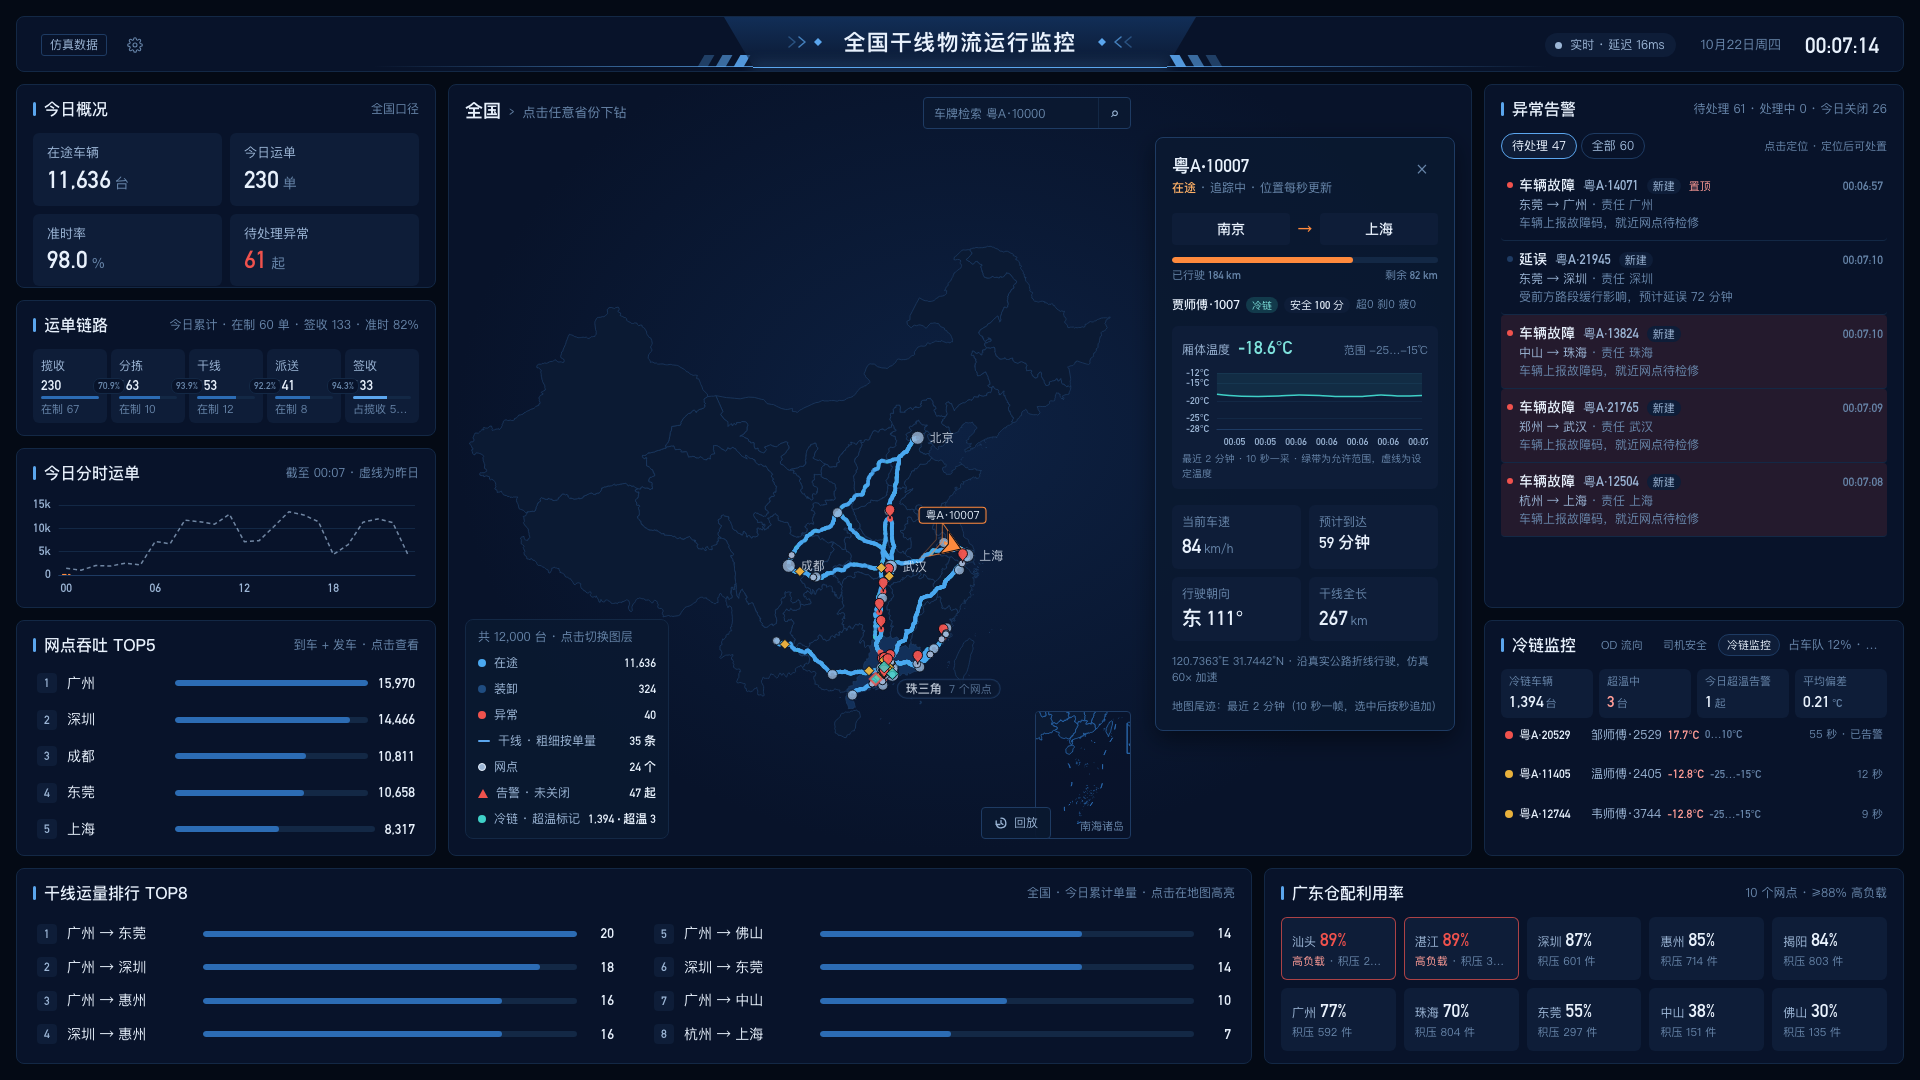 仿真数据
全国干线物流运行监控
实时 · 延迟 16ms
10月22日周四
00:07:14
今日概况
全国口径
在途车辆
11,636 台
今日运单
230 单
准时率
98.0 %
待处理异常
61 起
运单链路
今日累计 · 在制 60 单 · 签收 133 · 准时 82%
揽收
230
在制 67
70.9%
分拣
63
在制 10
93.9%
干线
53
在制 12
92.2%
派送
41
在制 8
94.3%
签收
33
占揽收 5...
今日分时运单
截至 00:07 · 虚线为昨日
15k
10k
5k
0
00 06 12 18
网点吞吐 TOP5
到车 + 发车 · 点击查看
1 广州 15,970
2 深圳 14,466
3 成都 10,811
4 东莞 10,658
5 上海 8,317
全国 › 点击任意省份下钻
车牌检索 粤A·10000
北京
粤A·10007
上海
成都
武汉
珠三角 7 个网点
共 12,000 台 · 点击切换图层
在途 11,636
装卸 324
异常 40
干线 · 粗细按单量 35 条
网点 24 个
告警 · 未关闭 47 起
冷链 · 超温标记 1,394 · 超温 3
回放
南海诸岛
粤A·10007
在途 · 追踪中 · 位置每秒更新
南京 → 上海
已行驶 184 km
剩余 82 km
贾师傅·1007 冷链 安全 100 分 超0 刹0 疲0
厢体温度 -18.6°C 范围 -25…-15°C
-12°C
-15°C
-20°C
-25°C
-28°C
00:05 00:05 00:06 00:06 00:06 00:06 00:07
最近 2 分钟 · 10 秒一采 · 绿带为允许范围，虚线为设
定温度
当前车速
84 km/h
预计到达
59 分钟
行驶朝向
东 111°
干线全长
267 km
120.7363°E 31.7442°N · 沿真实公路折线行驶，仿真
60× 加速
地图尾迹：最近 2 分钟（10 秒一帧，选中后按秒追加）
异常告警
待处理 61 · 处理中 0 · 今日关闭 26
待处理 47
全部 60
点击定位 · 定位后可处置
车辆故障 粤A·14071 新建 置顶 00:06:57
东莞 → 广州 · 责任 广州
车辆上报故障码，就近网点待检修
延误 粤A·21945 新建 00:07:10
东莞 → 深圳 · 责任 深圳
受前方路段缓行影响，预计延误 72 分钟
车辆故障 粤A·13824 新建 00:07:10
中山 → 珠海 · 责任 珠海
车辆上报故障码，就近网点待检修
车辆故障 粤A·21765 新建 00:07:09
郑州 → 武汉 · 责任 武汉
车辆上报故障码，就近网点待检修
车辆故障 粤A·12504 新建 00:07:08
杭州 → 上海 · 责任 上海
车辆上报故障码，就近网点待检修
冷链监控
OD 流向
司机安全
冷链监控
占车队 12% · ...
冷链车辆
1,394 台
超温中
3 台
今日超温告警
1 起
平均偏差
0.21 °C
粤A·20529 邹师傅·2529 17.7°C 0…10°C 55 秒 · 已告警
粤A·11405 温师傅·2405 -12.8°C -25…-15°C 12 秒
粤A·12744 韦师傅·3744 -12.8°C -25…-15°C 9 秒
干线运量排行 TOP8
全国 · 今日累计单量 · 点击在地图高亮
1 广州 → 东莞 20
2 广州 → 深圳 18
3 广州 → 惠州 16
4 深圳 → 惠州 16
5 广州 → 佛山 14
6 深圳 → 东莞 14
7 广州 → 中山 10
8 杭州 → 上海 7
广东仓配利用率
10 个网点 · ≥88% 高负载
汕头 89%
高负载 · 积压 2...
湛江 89%
高负载 · 积压 3...
深圳 87%
积压 601 件
惠州 85%
积压 714 件
揭阳 84%
积压 803 件
广州 77%
积压 592 件
珠海 70%
积压 804 件
东莞 55%
积压 297 件
中山 38%
积压 151 件
佛山 30%
积压 135 件